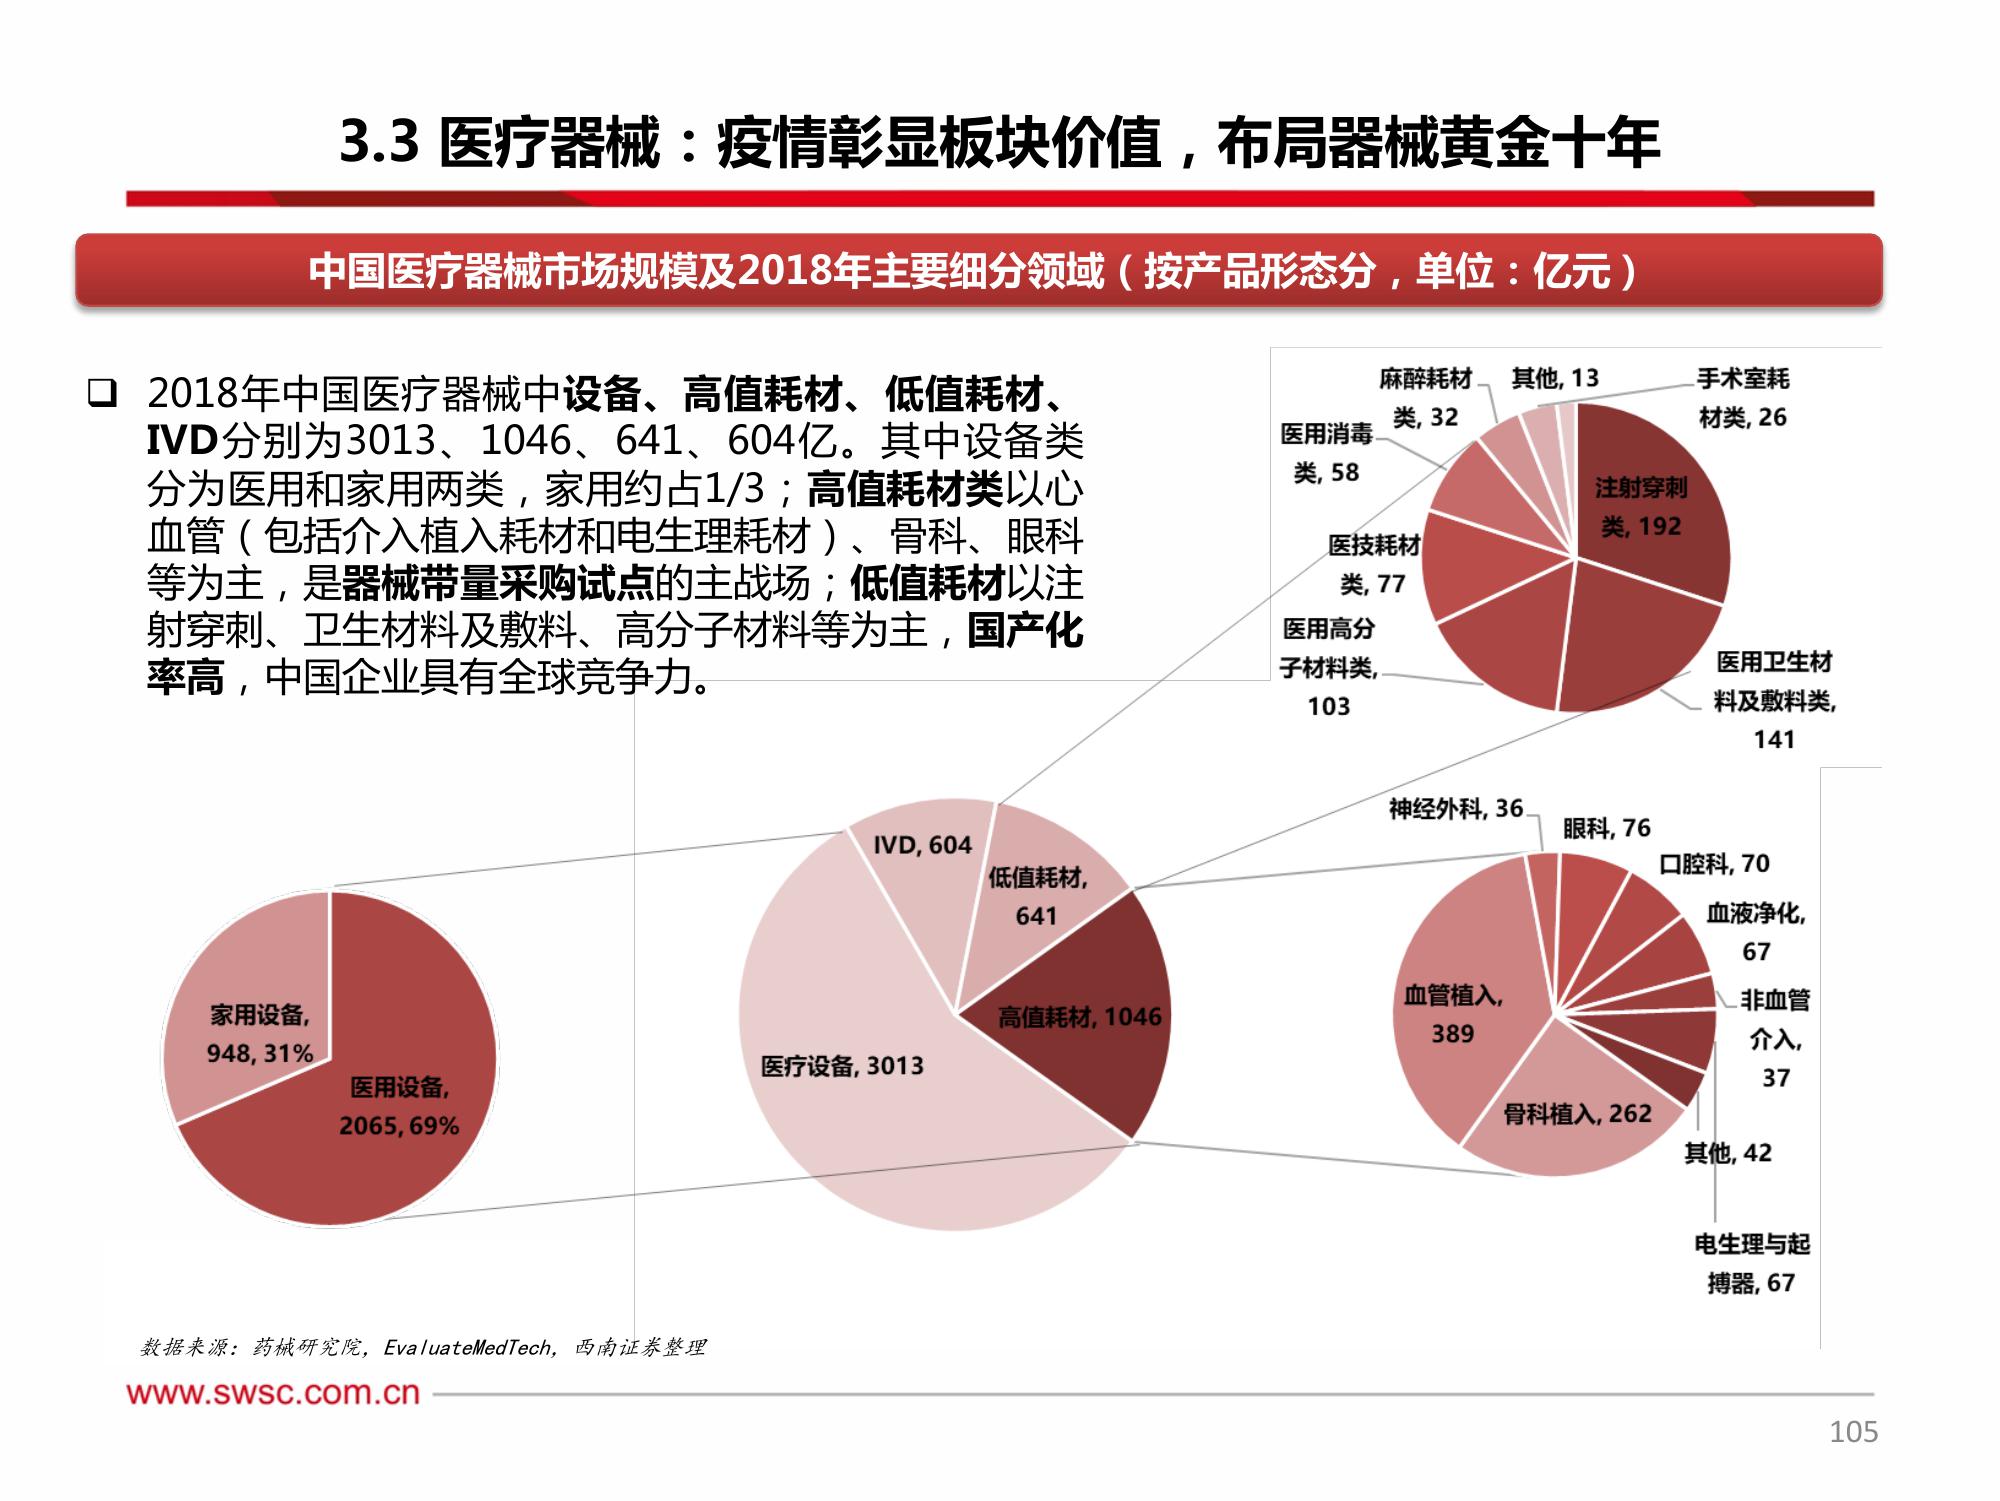 3.3 医疗器械：疫情彰显板块价值，布局器械黄金十年
中国医疗器械市场规模及2018年主要细分领域（按产品形态分，单位：亿元）
❑ 2018年中国医疗器械中设备、高值耗材、低值耗材、
IVD分别为3013、1046、641、604亿。其中设备类
分为医用和家用两类，家用约占1/3；高值耗材类以心
血管（包括介入植入耗材和电生理耗材）、骨科、眼科
等为主，是器械带量采购试点的主战场；低值耗材以注
射穿刺、卫生材料及敷料、高分子材料等为主，国产化
率高，中国企业具有全球竞争力。
麻醉耗材
类, 32
其他, 13
手术室耗
材类, 26
医用消毒
类, 58
注射穿刺
类, 192
医技耗材
类, 77
医用高分
子材料类,
103
医用卫生材
料及敷料类,
141
IVD, 604
低值耗材,
641
高值耗材, 1046
医疗设备, 3013
家用设备,
948, 31%
医用设备,
2065, 69%
神经外科, 36
眼科, 76
口腔科, 70
血液净化,
67
非血管
介入,
37
血管植入,
389
骨科植入, 262
其他, 42
电生理与起
搏器, 67
数据来源：药械研究院，EvaluateMedTech，西南证券整理
www.swsc.com.cn
105